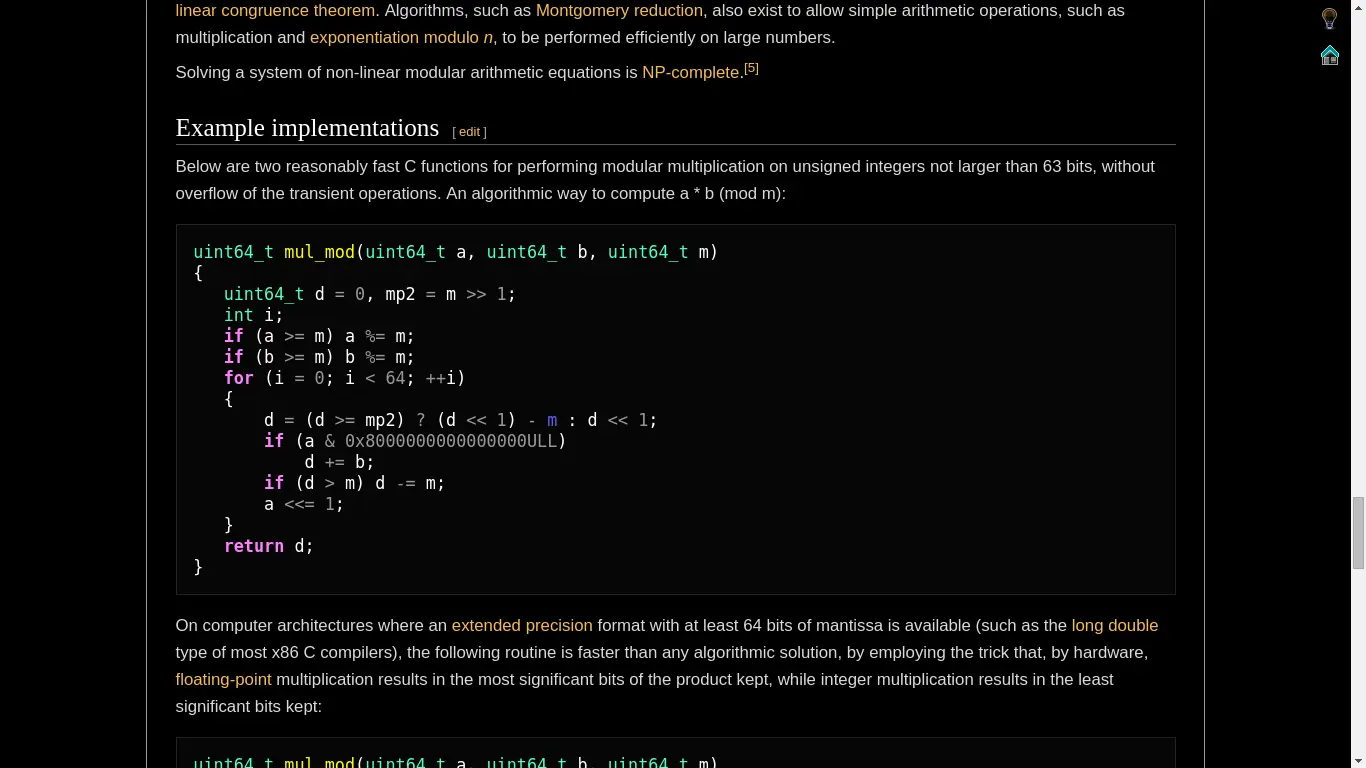 linear congruence theorem. Algorithms, such as Montgomery reduction, also exist to allow simple arithmetic operations, such as
multiplication and exponentiation modulo n, to be performed efficiently on large numbers.
Solving a system of non-linear modular arithmetic equations is NP-complete.[5]
Example implementations [ edit ]
Below are two reasonably fast C functions for performing modular multiplication on unsigned integers not larger than 63 bits, without
overflow of the transient operations. An algorithmic way to compute a * b (mod m):
uint64_t mul_mod(uint64_t a, uint64_t b, uint64_t m)
{
   uint64_t d = 0, mp2 = m >> 1;
   int i;
   if (a >= m) a %= m;
   if (b >= m) b %= m;
   for (i = 0; i < 64; ++i)
   {
       d = (d >= mp2) ? (d << 1) - m : d << 1;
       if (a & 0x8000000000000000ULL)
           d += b;
       if (d > m) d -= m;
       a <<= 1;
   }
   return d;
}
On computer architectures where an extended precision format with at least 64 bits of mantissa is available (such as the long double
type of most x86 C compilers), the following routine is faster than any algorithmic solution, by employing the trick that, by hardware,
floating-point multiplication results in the most significant bits of the product kept, while integer multiplication results in the least
significant bits kept:
uint64_t mul_mod(uint64_t a, uint64_t b, uint64_t m)